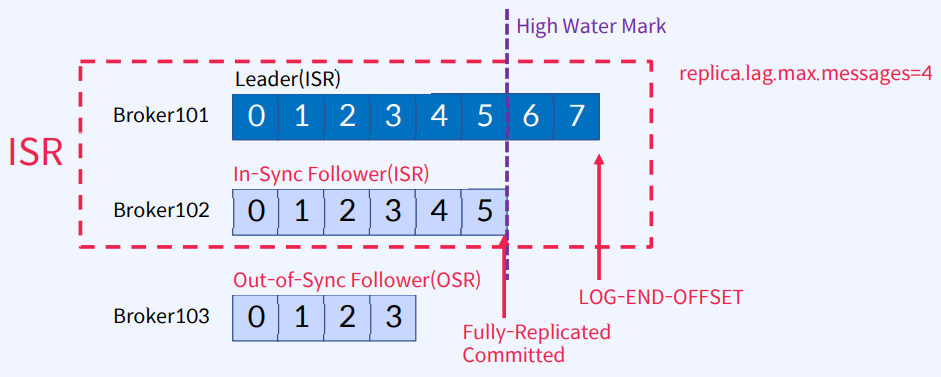 High Water Mark
replica.lag.max.messages=4
Leader(ISR)
Broker101
0 1 2 3 4 5 6 7
ISR
In-Sync Follower(ISR)
Broker102
0 1 2 3 4 5
Out-of-Sync Follower(OSR)
Broker103
0 1 2 3
LOG-END-OFFSET
Fully-Replicated
Committed